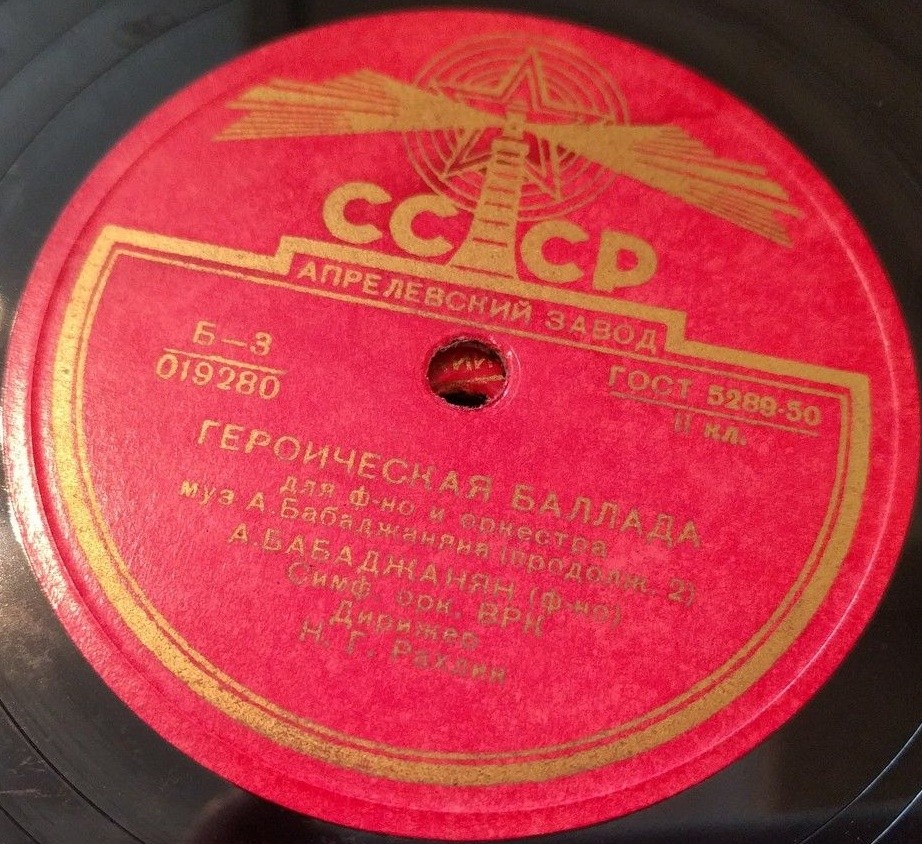 СССР
АПРЕЛЕВСКИЙ ЗАВОД
Б—3
019280
ГОСТ 5289-50
II кл.
ГЕРОИЧЕСКАЯ БАЛЛАДА
для ф-но и оркестра
муз А.Бабаджаняна (продолж. 2)
А.БАБАДЖАНЯН (ф-но)
Симф. орк. ВРК
Дирижер
Н. Г. Рахлин